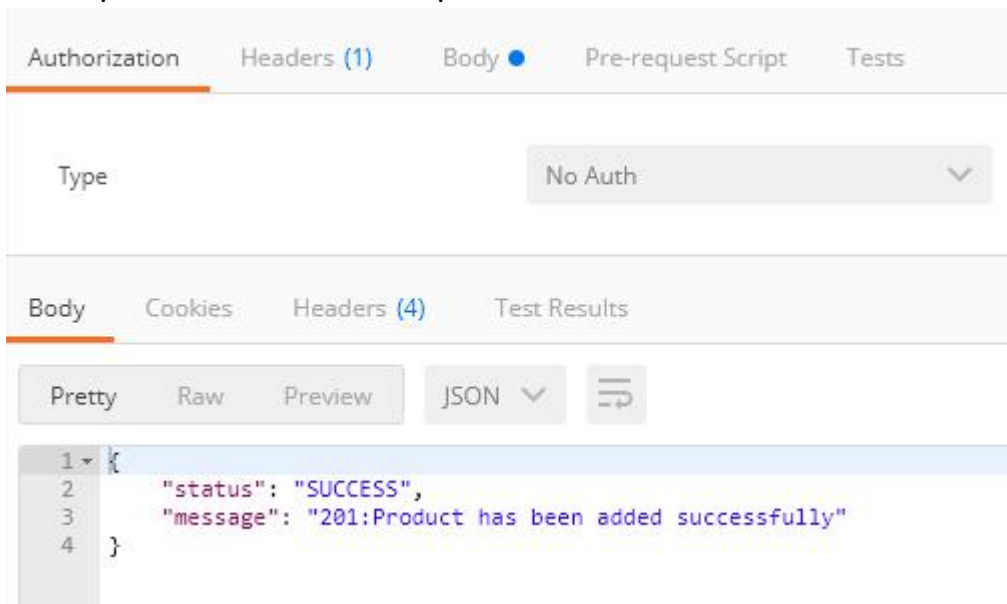 Authorization Headers (1) Body Pre-request Script Tests
Type No Auth
Body Cookies Headers (4) Test Results
Pretty Raw Preview JSON
1 {
2 "status": "SUCCESS",
3 "message": "201:Product has been added successfully"
4 }